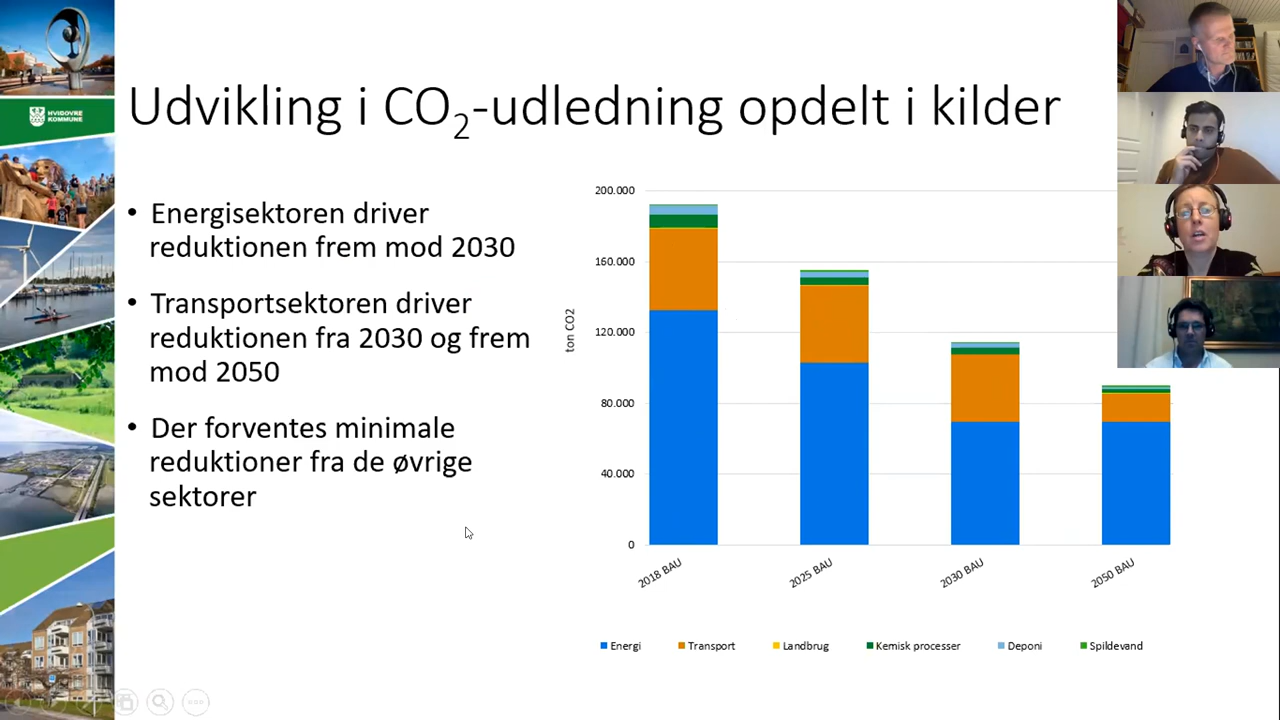 HVIDOVRE
KOMMUNE
Udvikling i CO2-udledning opdelt i kilder
• Energisektoren driver
reduktionen frem mod 2030
• Transportsektoren driver
reduktionen fra 2030 og frem
mod 2050
• Der forventes minimale
reduktioner fra de øvrige
sektorer
ton CO2
200.000
160.000
120.000
80.000
40.000
0
2018 BAU
2025 BAU
2030 BAU
2050 BAU
Energi
Transport
Landbrug
Kemisk processer
Deponi
Spildevand